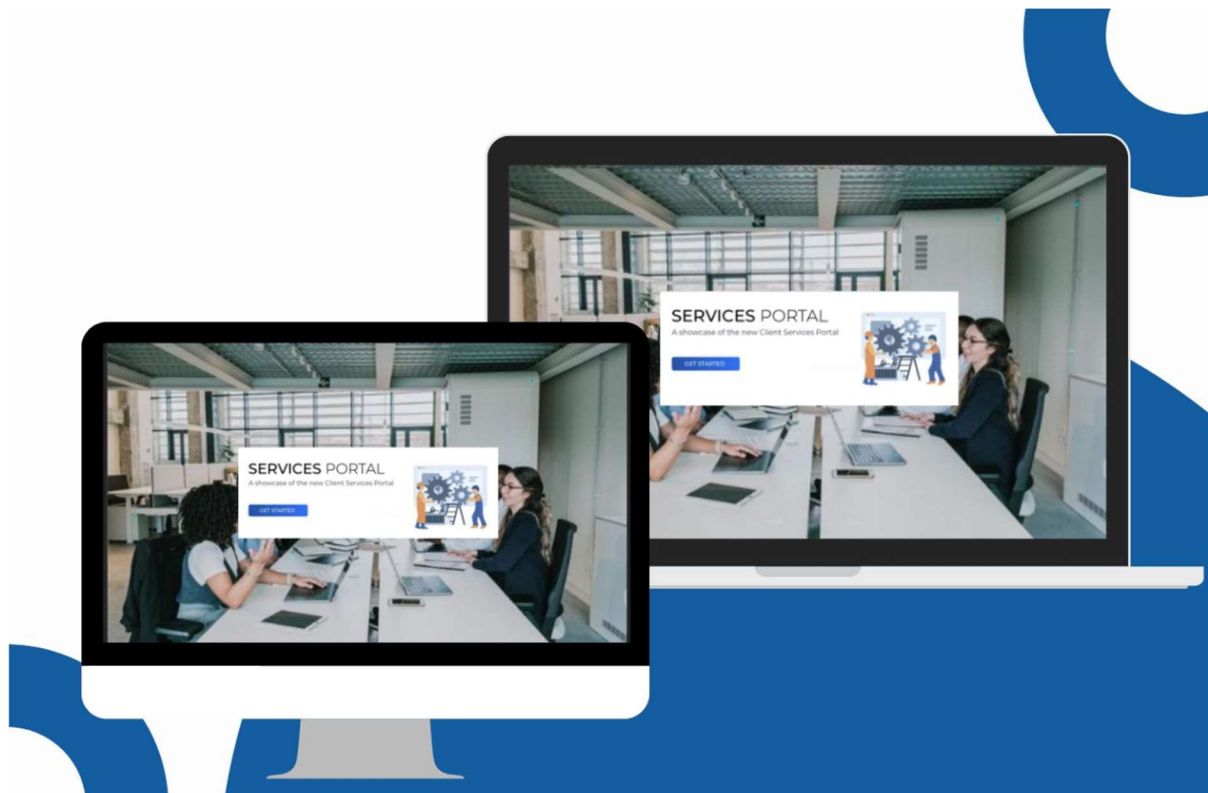 SERVICES PORTAL
A showcase of the new Client Services Portal
GET STARTED
SERVICES PORTAL
A showcase of the new Client Services Portal
GET STARTED